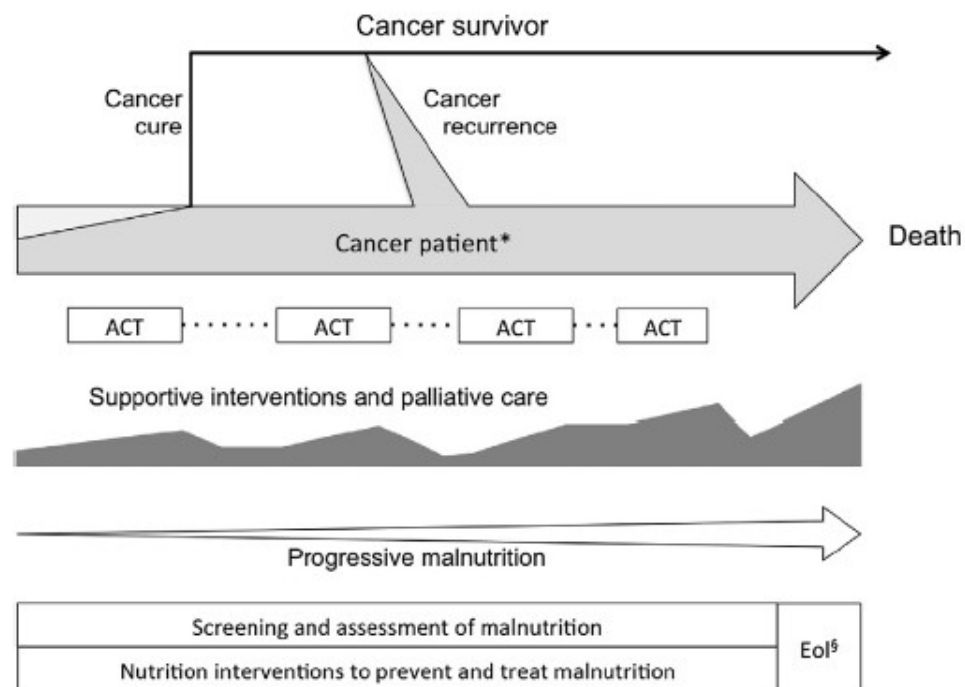 Cancer survivor
Cancer
cure
Cancer
recurrence
Cancer patient*
Death
ACT
ACT
ACT
ACT
Supportive interventions and palliative care
Progressive malnutrition
Screening and assessment of malnutrition
Nutrition interventions to prevent and treat malnutrition
Eol§